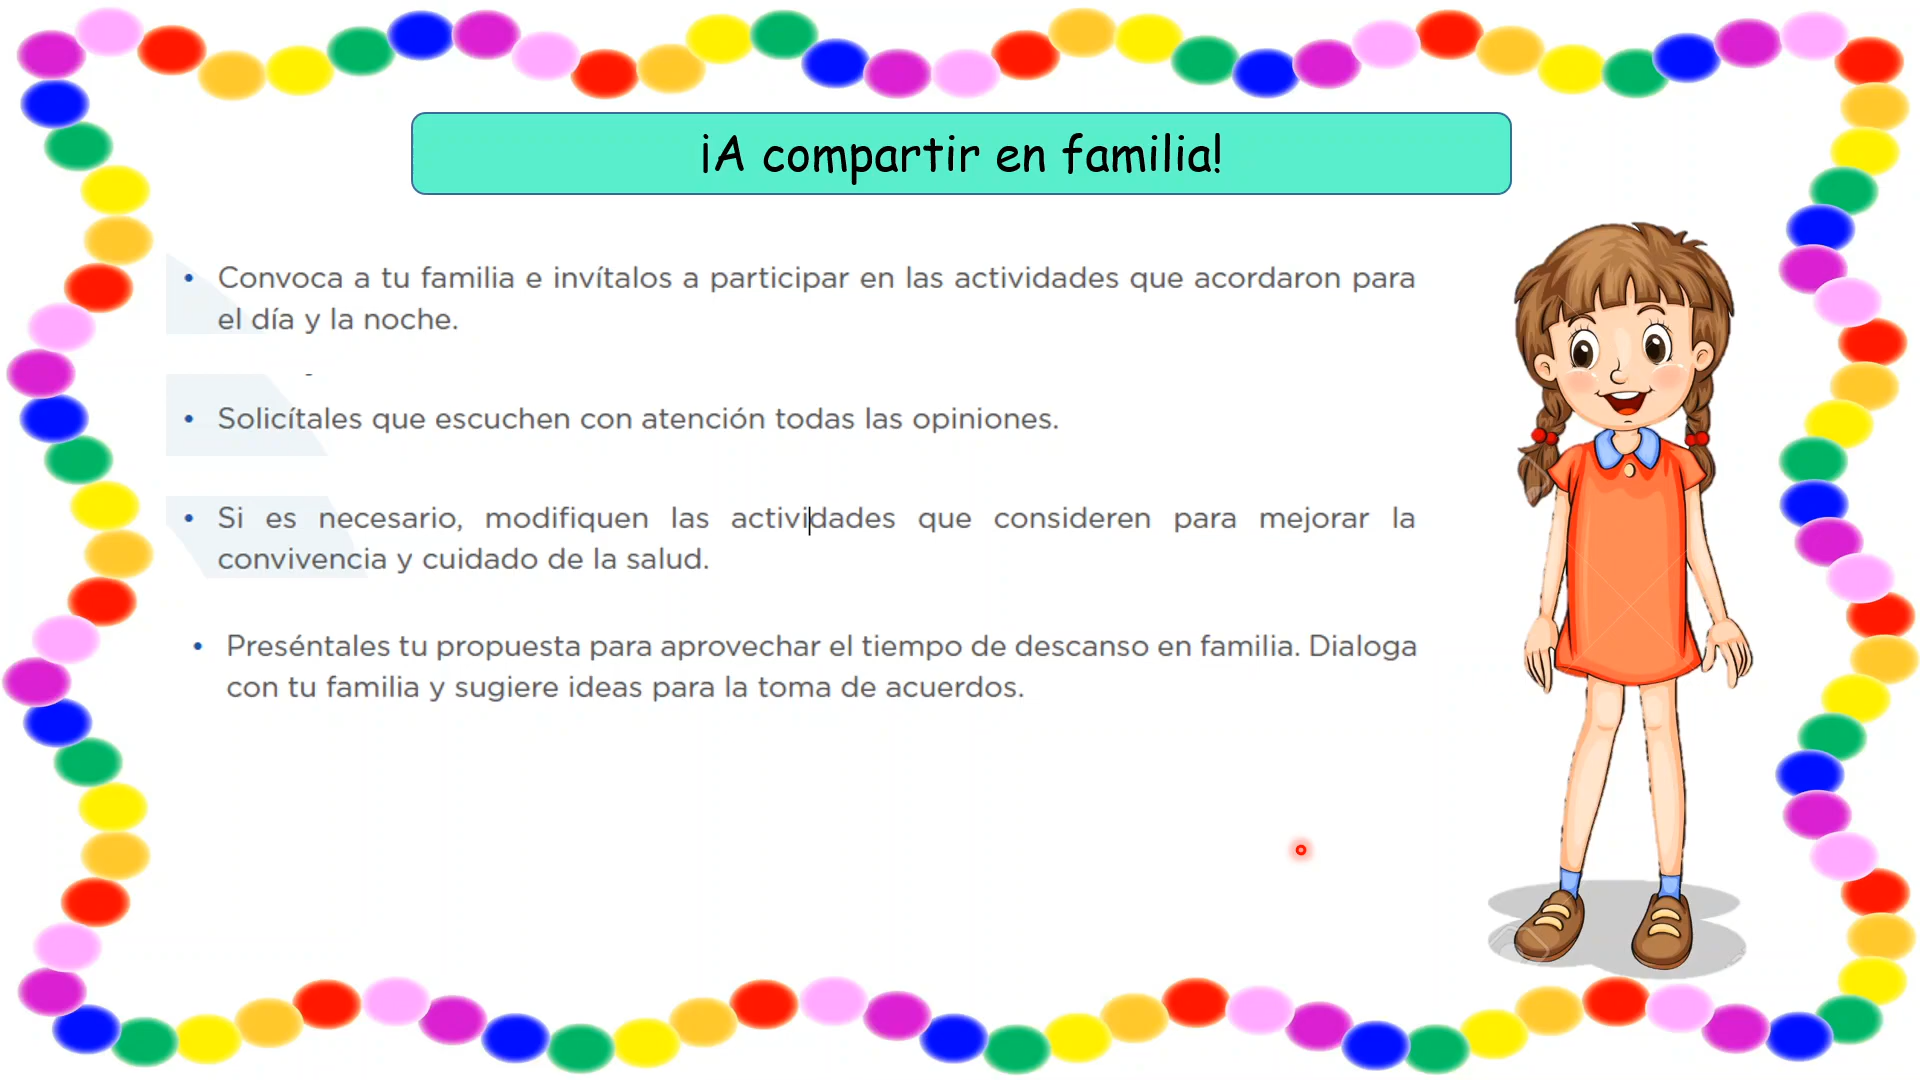 ¡A compartir en familia!
• Convoca a tu familia e invítalos a participar en las actividades que acordaron para
el día y la noche.
• Solicítales que escuchen con atención todas las opiniones.
• Si es necesario, modifiquen las actividades que consideren para mejorar la
convivencia y cuidado de la salud.
• Preséntales tu propuesta para aprovechar el tiempo de descanso en familia. Dialoga
con tu familia y sugiere ideas para la toma de acuerdos.